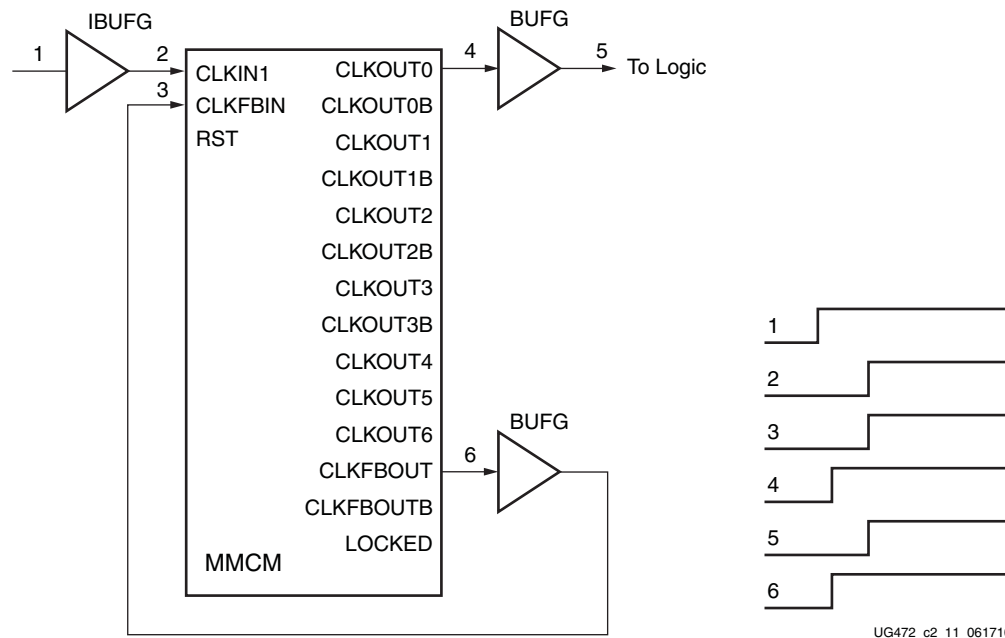 IBUFG
BUFG
1
2
4
5
To Logic
3
CLKIN1
CLKFBIN
RST
CLKOUT0
CLKOUT0B
CLKOUT1
CLKOUT1B
CLKOUT2
CLKOUT2B
CLKOUT3
CLKOUT3B
CLKOUT4
CLKOUT5
CLKOUT6
CLKFBOUT
CLKFBOUTB
LOCKED
MMCM
BUFG
6
1
2
3
4
5
6